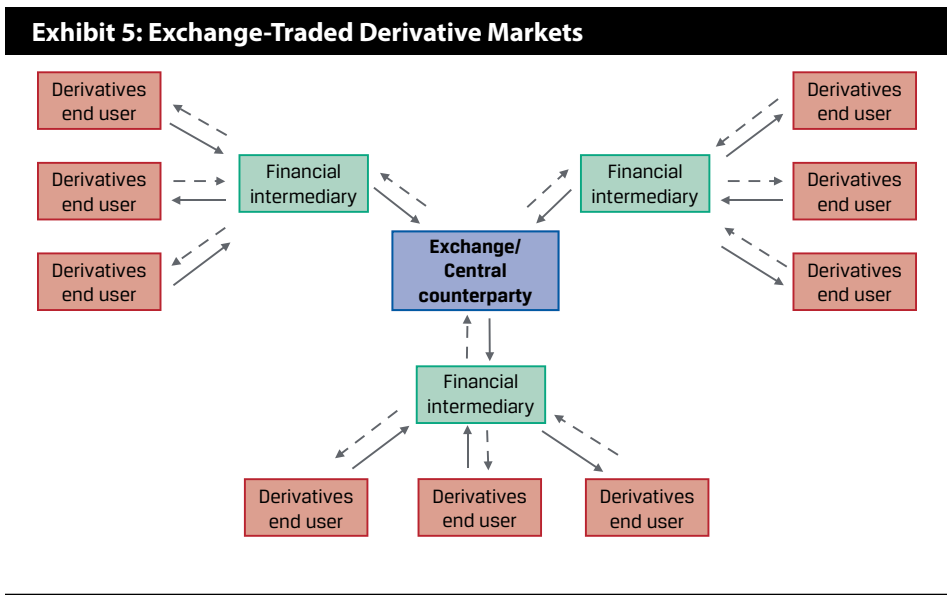 Exhibit 5: Exchange-Traded Derivative Markets
Derivatives
end user
Derivatives
end user
Derivatives
end user
Financial
intermediary
Exchange/
Central
counterparty
Financial
intermediary
Derivatives
end user
Derivatives
end user
Derivatives
end user
Financial
intermediary
Derivatives
end user
Derivatives
end user
Derivatives
end user